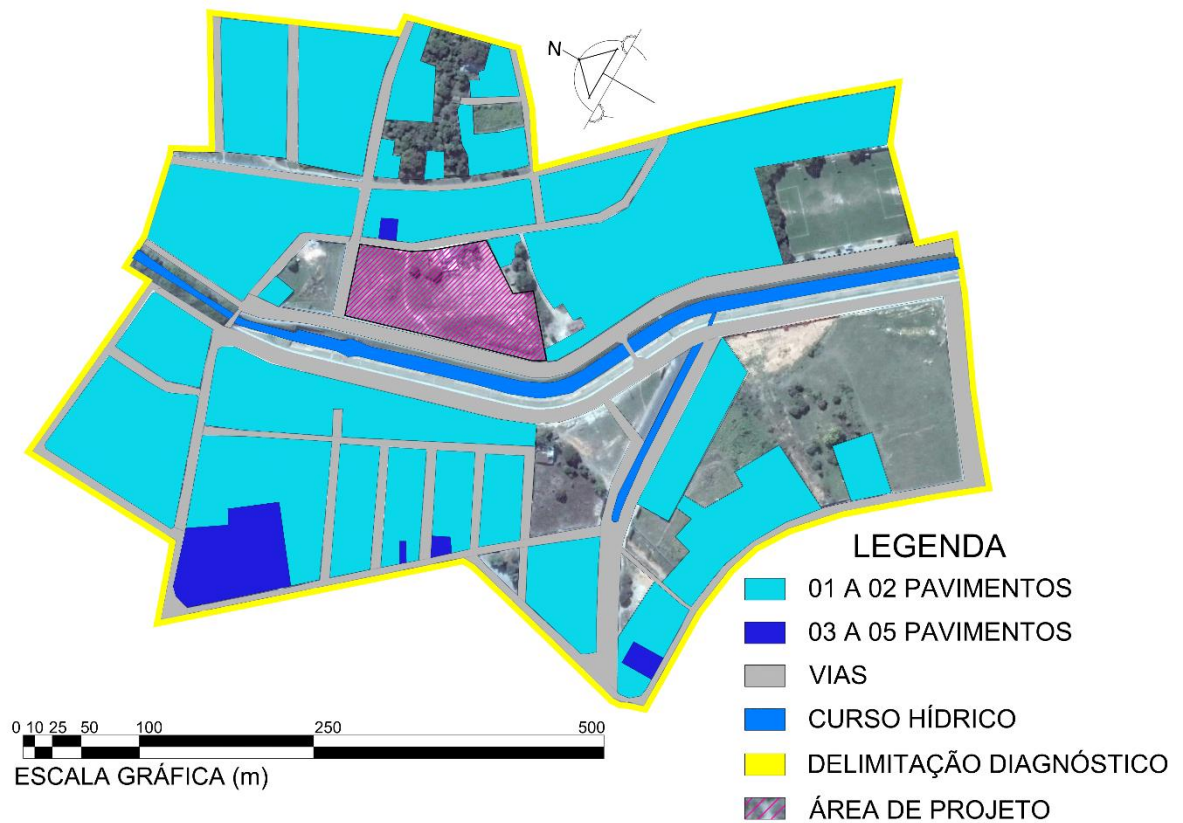 N
LEGENDA
01 A 02 PAVIMENTOS
03 A 05 PAVIMENTOS
VIAS
CURSO HÍDRICO
DELIMITAÇÃO DIAGNÓSTICO
ÁREA DE PROJETO
0 10 25 50 100 250 500
ESCALA GRÁFICA (m)